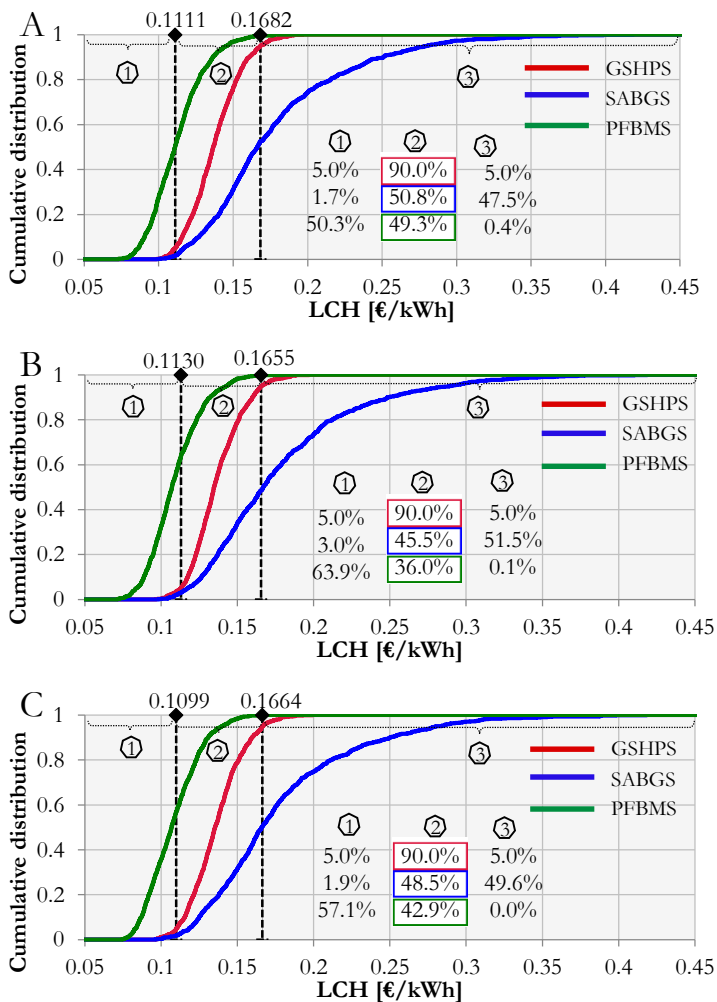 A
0.1111 0.1682
1
① ②
③
0.8
GSHPS
SABGS
0.6
PFBMS
① ② ③
5.0% 90.0% 5.0%
0.4
1.7% 50.8% 47.5%
0.2
50.3% 49.3% 0.4%
0
Cumulative distribution
0.05 0.1 0.15 0.2 0.25 0.3 0.35 0.4 0.45
LCH [€/kWh]
B
0.1130 0.1655
1
① ② ③
0.8
GSHPS
SABGS
0.6
PFBMS
① ② ③
0.4
5.0% 90.0% 5.0%
3.0% 45.5% 51.5%
0.2
63.9% 36.0% 0.1%
0
Cumulative distribution
0.05 0.1 0.15 0.2 0.25 0.3 0.35 0.4 0.45
LCH [€/kWh]
C
0.1099 0.1664
1
① ② ③
0.8
GSHPS
SABGS
0.6
PFBMS
① ② ③
0.4
5.0% 90.0% 5.0%
1.9% 48.5% 49.6%
0.2
57.1% 42.9% 0.0%
0
Cumulative distribution
0.05 0.1 0.15 0.2 0.25 0.3 0.35 0.4 0.45
LCH [€/kWh]